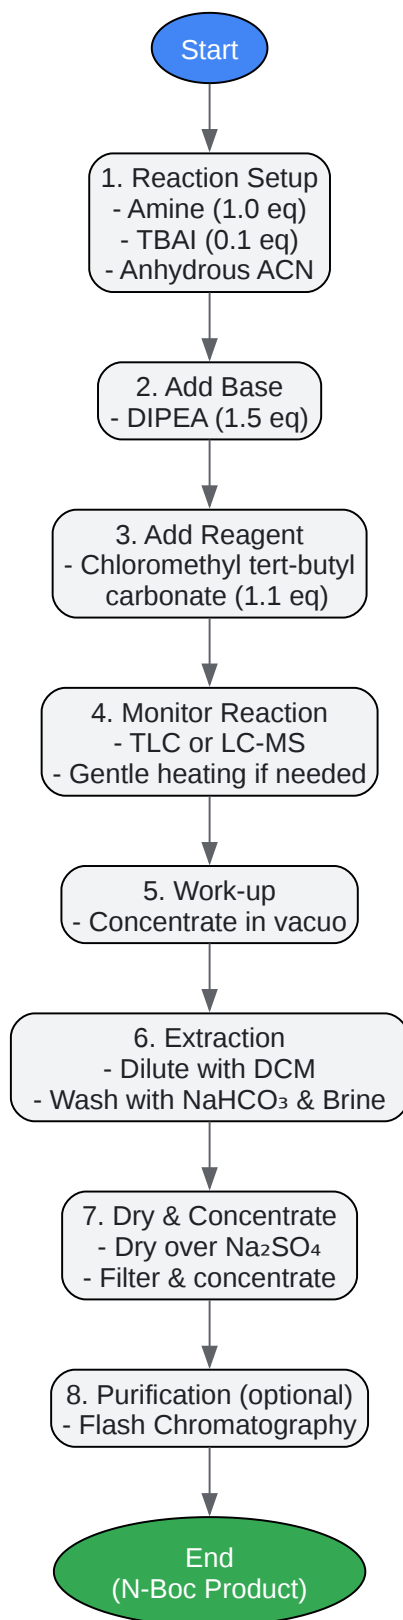 Start
1. Reaction Setup
- Amine (1.0 eq)
- TBAI (0.1 eq)
- Anhydrous ACN
2. Add Base
- DIPEA (1.5 eq)
3. Add Reagent
- Chloromethyl tert-butyl
carbonate (1.1 eq)
4. Monitor Reaction
- TLC or LC-MS
- Gentle heating if needed
5. Work-up
- Concentrate in vacuo
6. Extraction
- Dilute with DCM
- Wash with NaHCO₃ & Brine
7. Dry & Concentrate
- Dry over Na₂SO₄
- Filter & concentrate
8. Purification (optional)
- Flash Chromatography
End
(N-Boc Product)